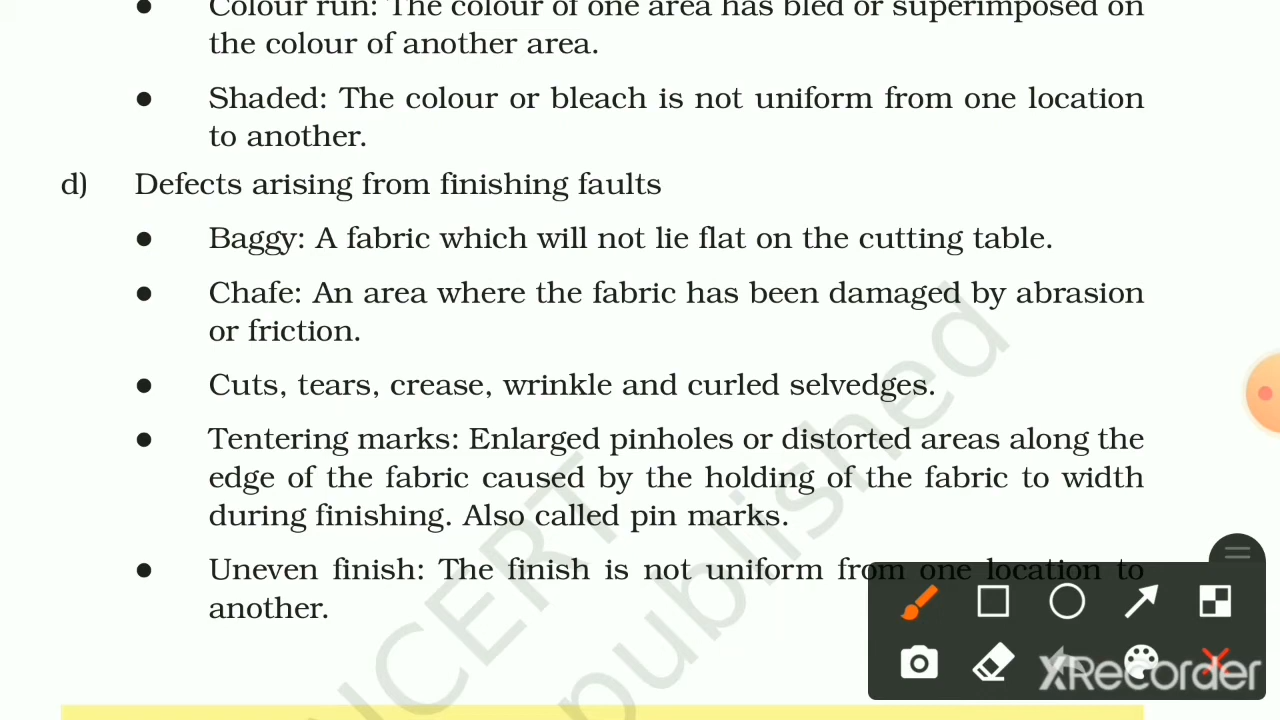 Colour run: The colour of one area has bled or superimposed on
the colour of another area.
Shaded: The colour or bleach is not uniform from one location
to another.
d) Defects arising from finishing faults
Baggy: A fabric which will not lie flat on the cutting table.
Chafe: An area where the fabric has been damaged by abrasion
or friction.
Cuts, tears, crease, wrinkle and curled selvedges.
Tentering marks: Enlarged pinholes or distorted areas along the
edge of the fabric caused by the holding of the fabric to width
during finishing. Also called pin marks.
Uneven finish: The finish is not uniform from one location to
another.
NCERT
published
XRecorder